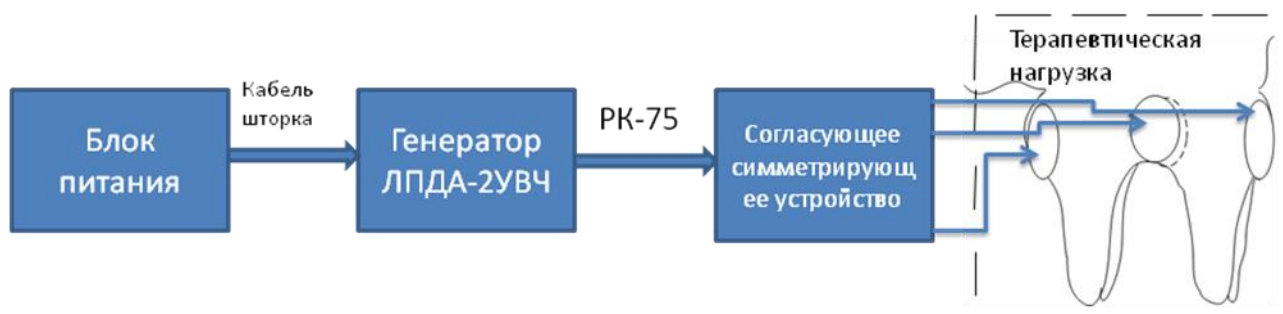 Блок
питания
Кабель
шторка
Генератор
ЛПДА-2УВЧ
РК-75
Согласующее
симметрирующ
ее устройство
Терапевтическая
нагрузка